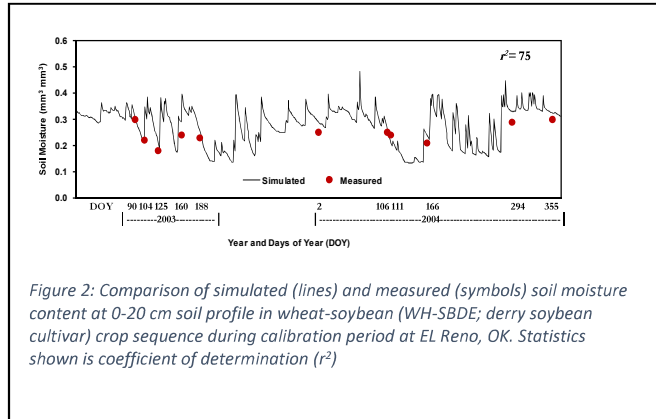 0.6
r²= 75
0.5
0.4
0.3
0.2
0.1
0.0
Soil Moisture (mm³ mm³)
Simulated Measured
DOY 90 104 125 160 188 2 106 111 166 294 355
|---------2003---------| |---------2004---------|
Year and Days of Year (DOY)
Figure 2: Comparison of simulated (lines) and measured (symbols) soil moisture
content at 0-20 cm soil profile in wheat-soybean (WH-SBDE; derry soybean
cultivar) crop sequence during calibration period at EL Reno, OK. Statistics
shown is coefficient of determination (r²)